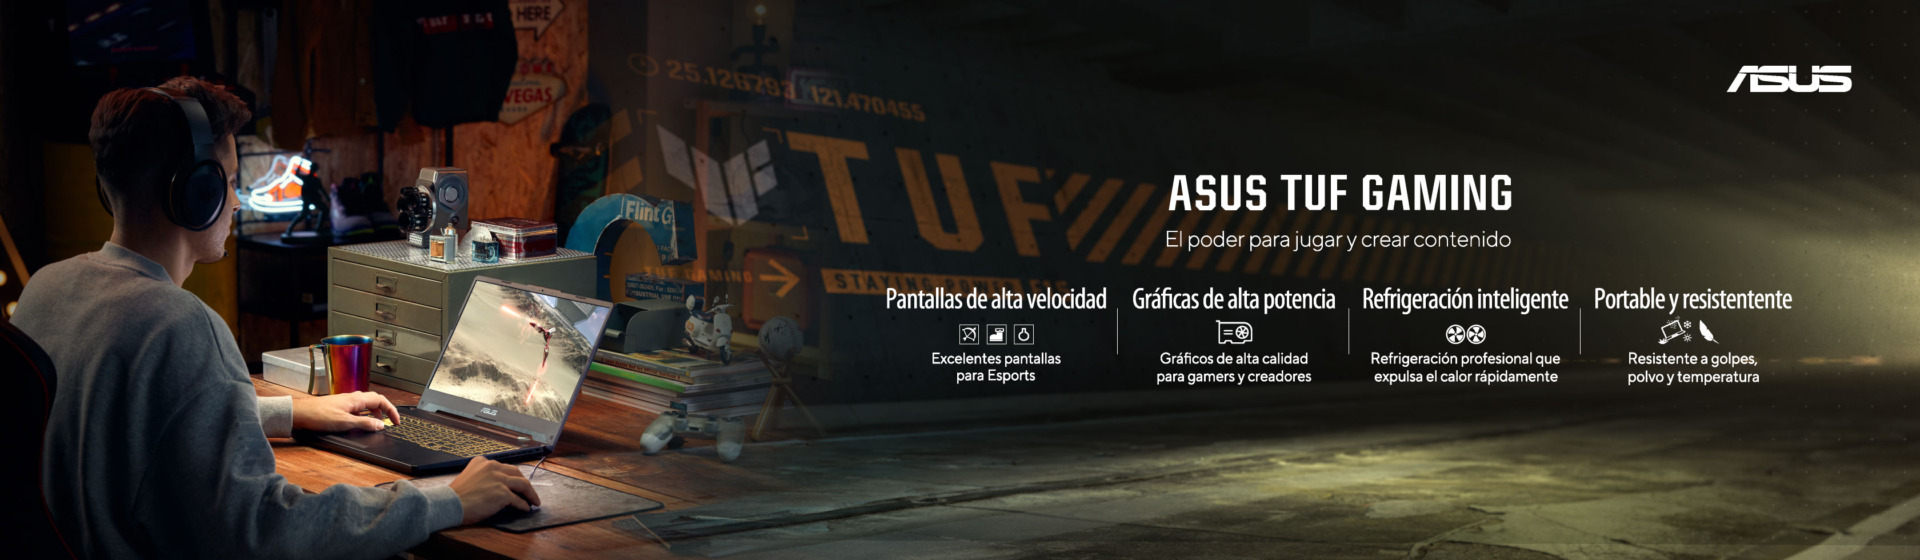 HERE
VEGAS
25.126793 121.470455
TUF
Flint G
TUF GAMING
ASUS
ASUS
ASUS TUF GAMING
El poder para jugar y crear contenido
Pantallas de alta velocidad
Excelentes pantallas
para Esports
Gráficas de alta potencia
Gráficos de alta calidad
para gamers y creadores
Refrigeración inteligente
Refrigeración profesional que
expulsa el calor rápidamente
Portable y resistentente
Resistente a golpes,
polvo y temperatura